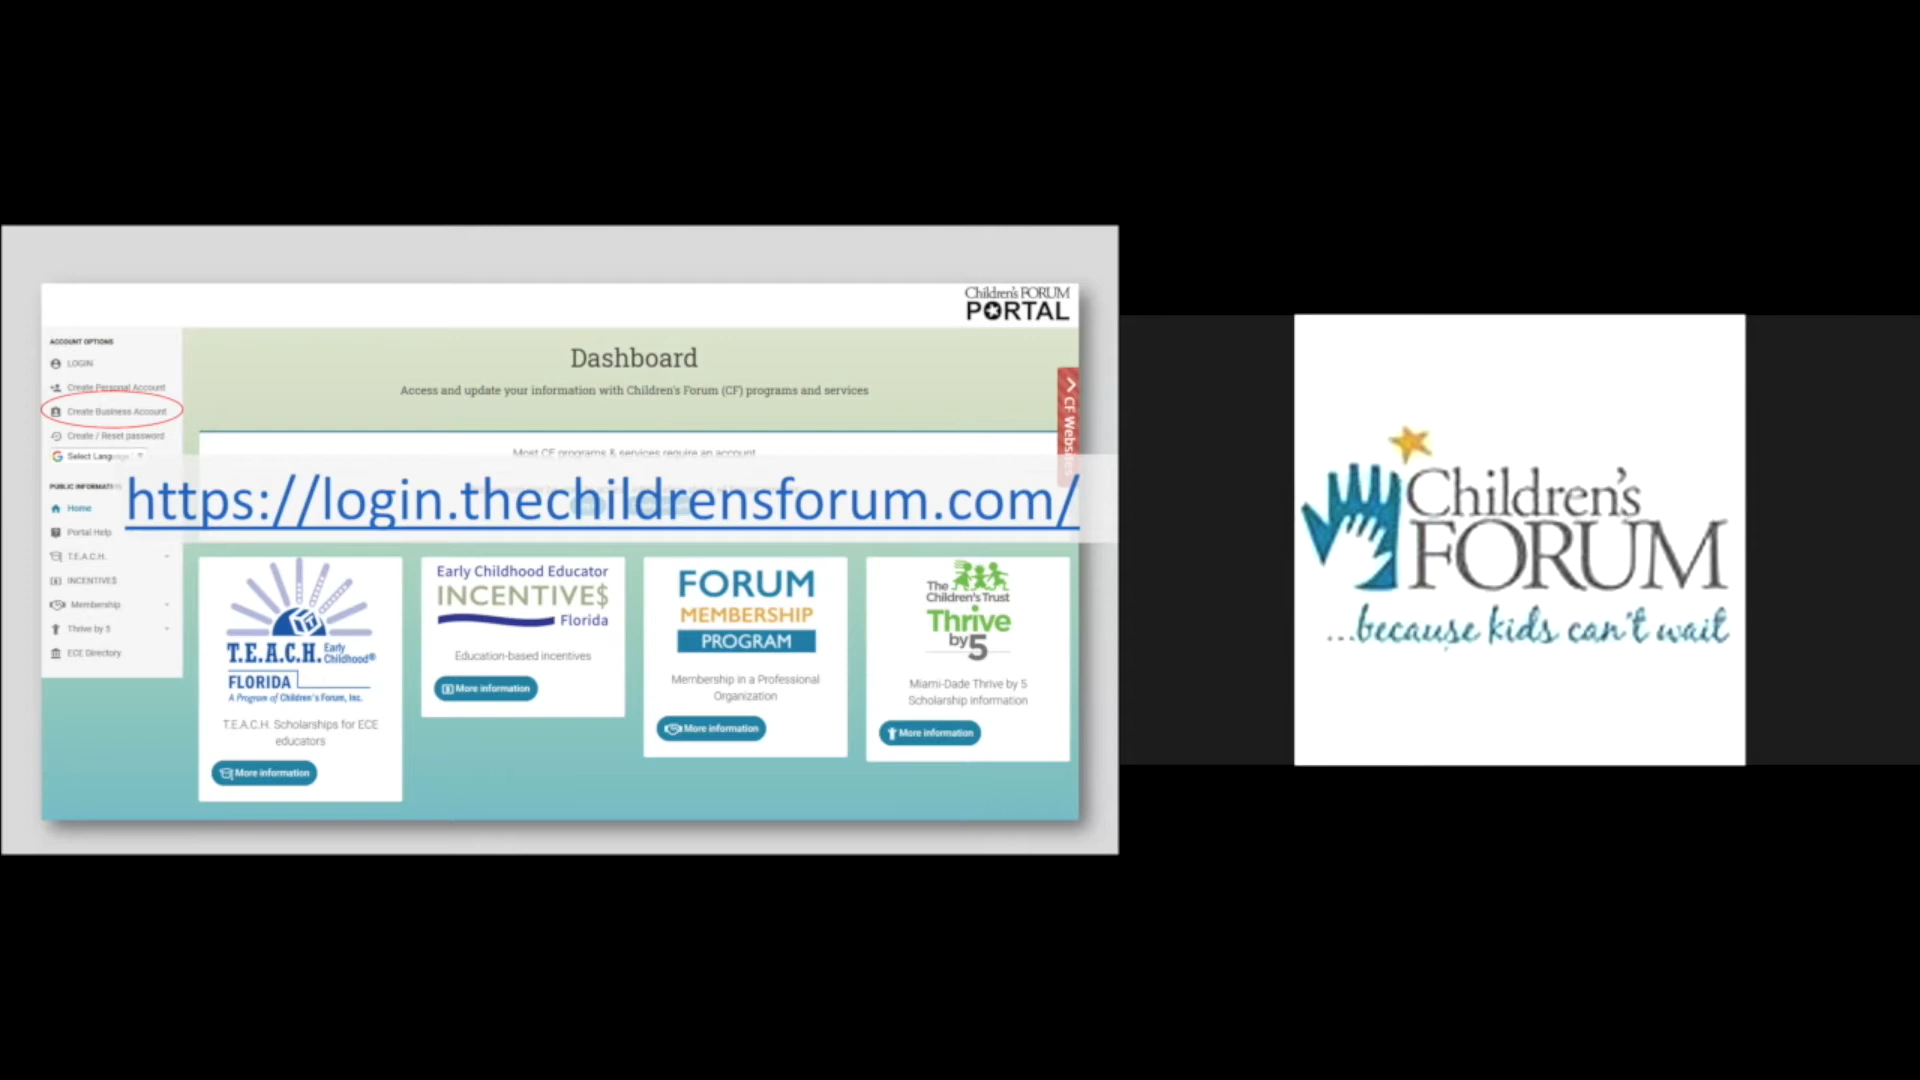 Children's FORUM
PORTAL
ACCOUNT OPTIONS
LOGIN
Create Personal Account
Create Business Account
Create / Reset password
Select Language
PUBLIC INFORMATION
Home
Portal Help
T.E.A.C.H.
INCENTIVE$
Membership
Thrive by 5
ECE Directory
Dashboard
Access and update your information with Children's Forum (CF) programs and services
CF Websites
Most CF programs & services require an account
https://login.thechildrensforum.com/
T.E.A.C.H. Early Childhood®
FLORIDA
A Program of Children's Forum, Inc.
T.E.A.C.H. Scholarships for ECE
educators
More information
Early Childhood Educator
INCENTIVE$
Florida
Education-based incentives
More information
FORUM
MEMBERSHIP
PROGRAM
Membership in a Professional
Organization
More information
The
Children's Trust
Thrive
by 5
Miami-Dade Thrive by 5
Scholarship information
More information
Children's
FORUM
...because kids can't wait